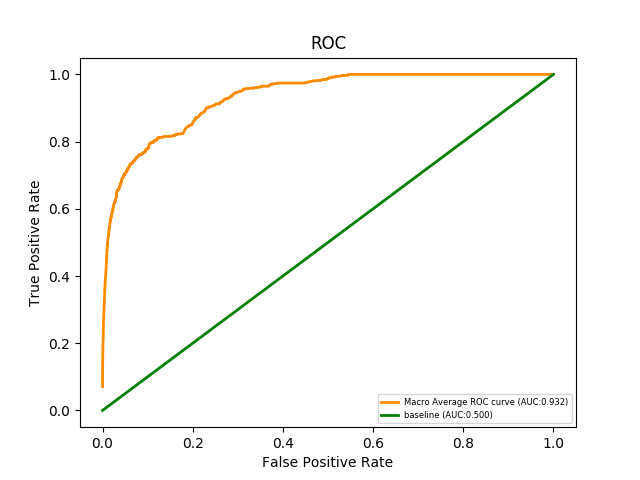 ROC
True Positive Rate
1.0
0.8
0.6
0.4
0.2
0.0
Macro Average ROC curve (AUC:0.932)
baseline (AUC:0.500)
0.0 0.2 0.4 0.6 0.8 1.0
False Positive Rate